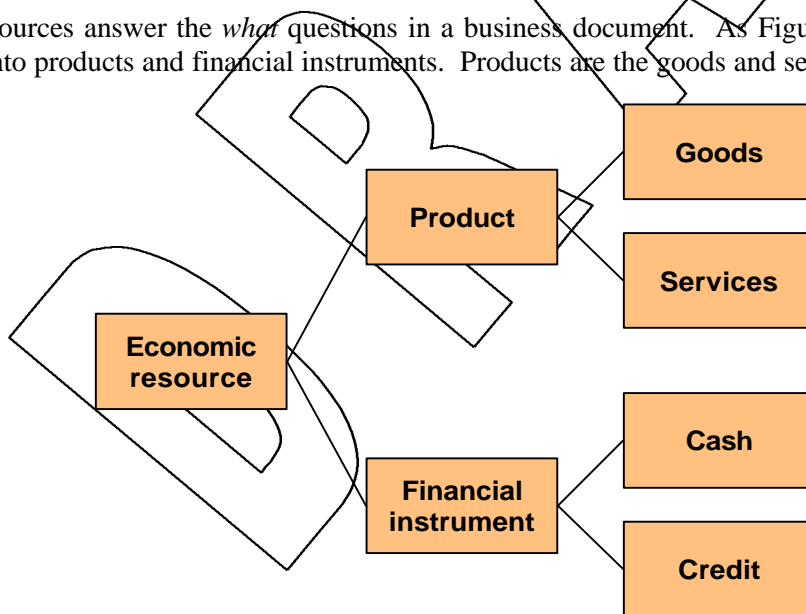 ources answer the what questions in a business document. As Figu
nto products and financial instruments. Products are the goods and se
Goods
Product
Services
Economic
resource
Cash
Financial
instrument
Credit